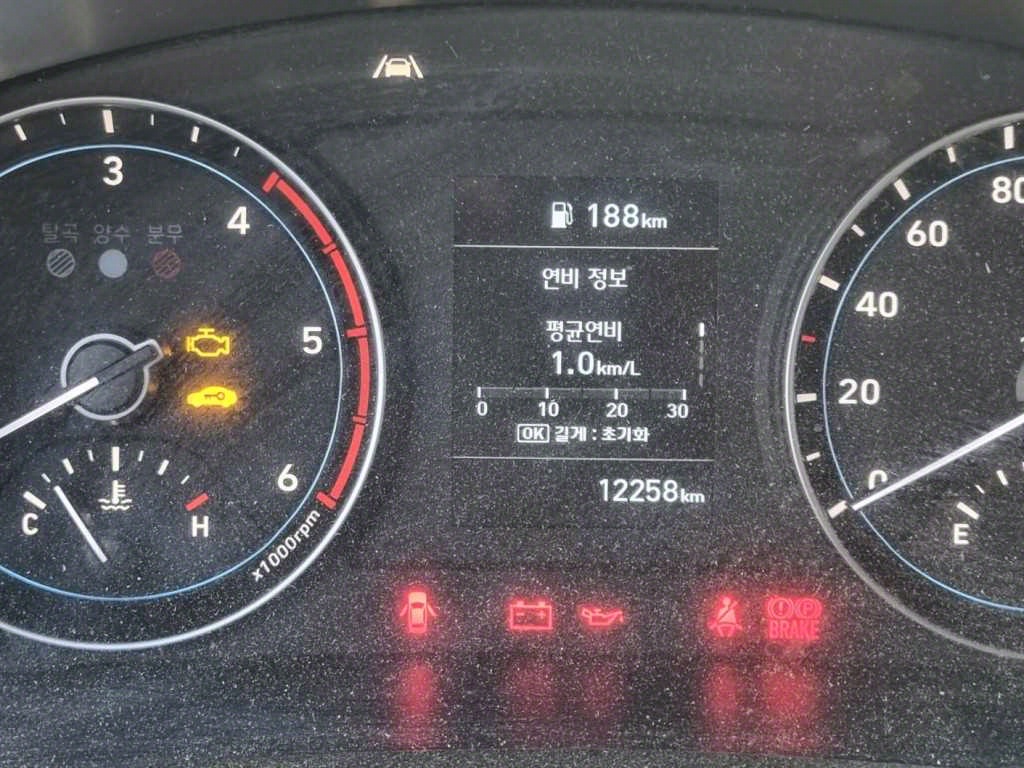 3
4
5
6
x1000rpm
탈곡 양수 분무
C
H
188km
연비 정보
평균연비
1.0km/L
0 10 20 30
OK 길게 : 초기화
12258km
BRAKE
80
60
40
20
0
E